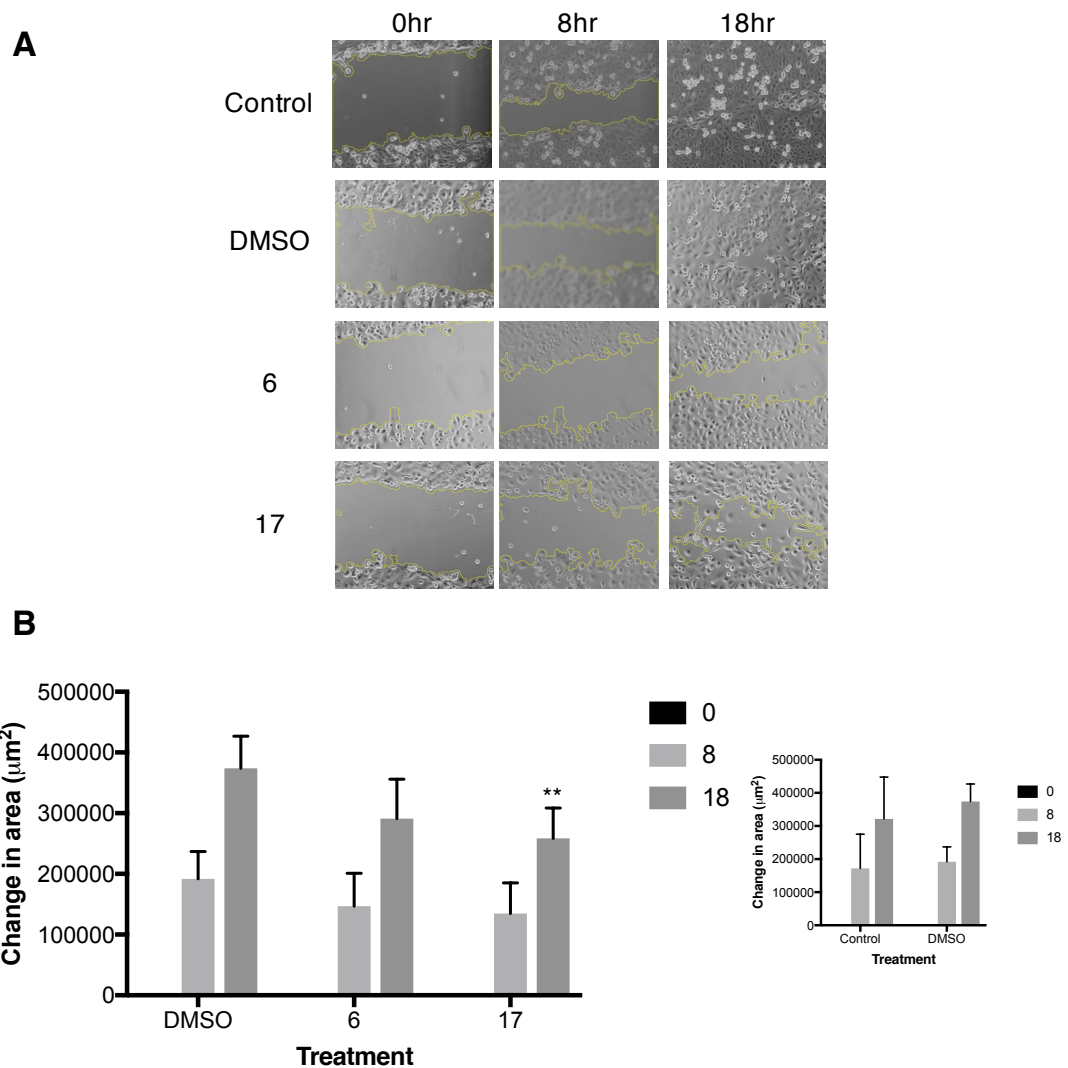 A
0hr 8hr 18hr
Control
DMSO
6
17
B
Change in area (μm²)
500000
400000
300000
200000
100000
0
DMSO 6 17
Treatment
**
0
8
18
Change in area (μm²)
500000
400000
300000
200000
100000
0
Control DMSO
Treatment
0
8
18